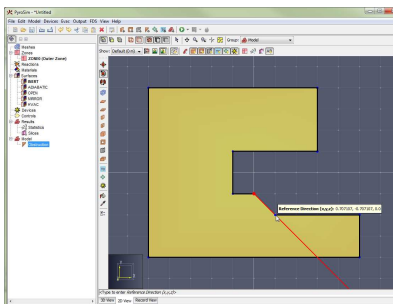 PyroSim - *Untitled
File Edit Model Devices Evac Output FDS View Help
Group: Model
Show: Default (0 m)
Meshes
Zones
ZONE0 (Outer Zone)
Reactions
Materials
Surfaces
INERT
ADIABATIC
OPEN
MIRROR
HVAC
Devices
Controls
Results
Statistics
Slices
Model
Obstruction
Reference Direction (x,y,z): 0.707107, -0.707107, 0.0
<Type to enter Reference Direction (x,y,z)>
3D View 2D View Record View